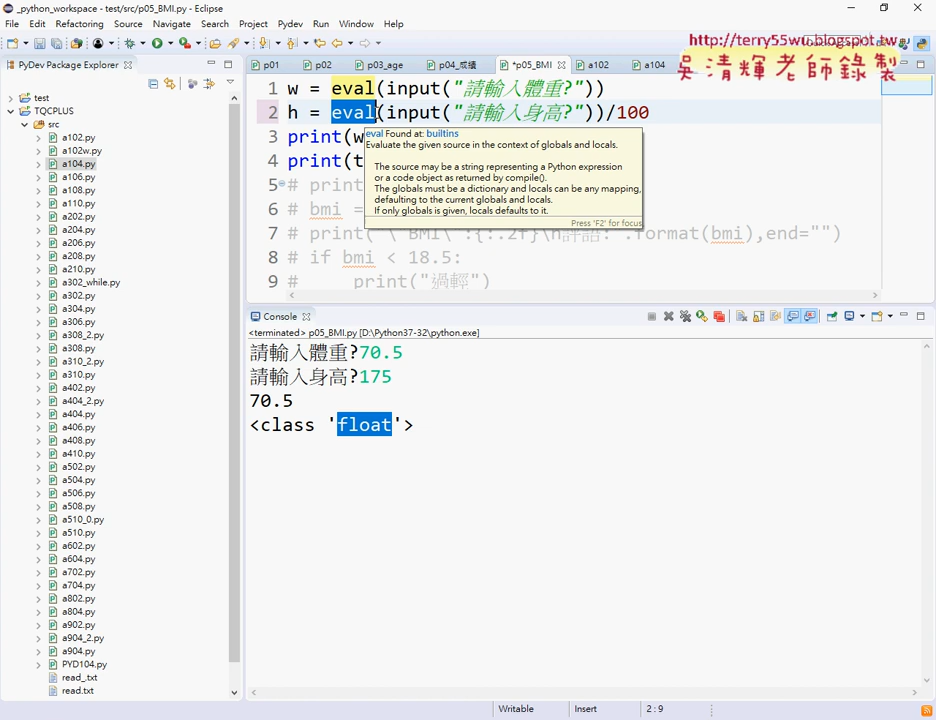 _python_workspace - test/src/p05_BMI.py - Eclipse
File Edit Refactoring Source Navigate Search Project Pydev Run Window Help
http://terry55wu.blogspot.tw
吳清輝老師錄製
PyDev Package Explorer
p01 p02 p03_age p04_成績 *p05_BMI a102 a104
test
TQCPLUS
src
a102.py
a102w.py
a104.py
a106.py
a108.py
a110.py
a202.py
a204.py
a206.py
a208.py
a210.py
a302_while.py
a302.py
a304.py
a306.py
a308_2.py
a308.py
a310_2.py
a310.py
a402.py
a404_2.py
a404.py
a406.py
a408.py
a410.py
a502.py
a504.py
a506.py
a508.py
a510_0.py
a510.py
a602.py
a604.py
a702.py
a704.py
a802.py
a804.py
a902.py
a904_2.py
a904.py
PYD104.py
read_.txt
read.txt
1 w = eval(input("請輸入體重?"))
2 h = eval(input("請輸入身高?"))/100
3 print(w
4 print(t
5 # print
6 # bmi =
7 # print( \ BMI\ :{:.2f}\n評語: .format(bmi),end="")
8 # if bmi < 18.5:
9 # print("過輕")
eval Found at: builtins
Evaluate the given source in the context of globals and locals.
The source may be a string representing a Python expression
or a code object as returned by compile().
The globals must be a dictionary and locals can be any mapping,
defaulting to the current globals and locals.
If only globals is given, locals defaults to it.
Press 'F2' for focus
Console
<terminated> p05_BMI.py [D:\Python37-32\python.exe]
請輸入體重?70.5
請輸入身高?175
70.5
<class 'float'>
Writable Insert 2:9